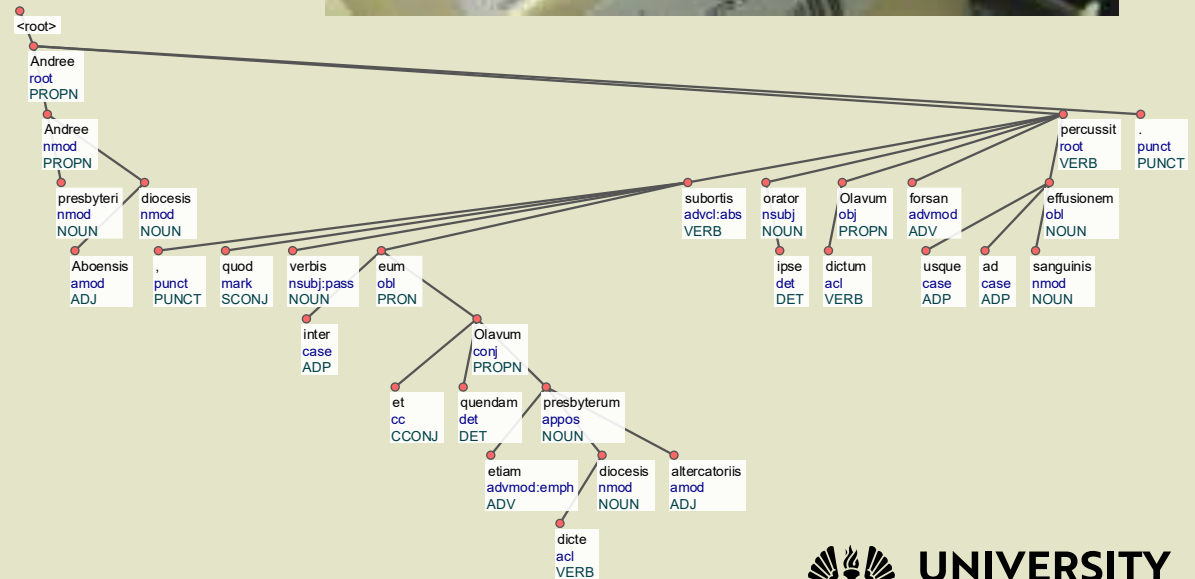 <root>
Andree
root
PROPN
Andree
nmod
PROPN
percussit
root
VERB
.
punct
PUNCT
presbyteri
nmod
NOUN
diocesis
nmod
NOUN
subortis
advcl:abs
VERB
orator
nsubj
NOUN
Olavum
obj
PROPN
forsan
advmod
ADV
effusionem
obl
NOUN
Aboensis
amod
ADJ
,
punct
PUNCT
quod
mark
SCONJ
verbis
nsubj:pass
NOUN
eum
obl
PRON
ipse
det
DET
dictum
acl
VERB
usque
case
ADP
ad
case
ADP
sanguinis
nmod
NOUN
inter
case
ADP
Olavum
conj
PROPN
et
cc
CCONJ
quendam
det
DET
presbyterum
appos
NOUN
etiam
advmod:emph
ADV
diocesis
nmod
NOUN
altercatoriis
amod
ADJ
dicte
acl
VERB
UNIVERSITY